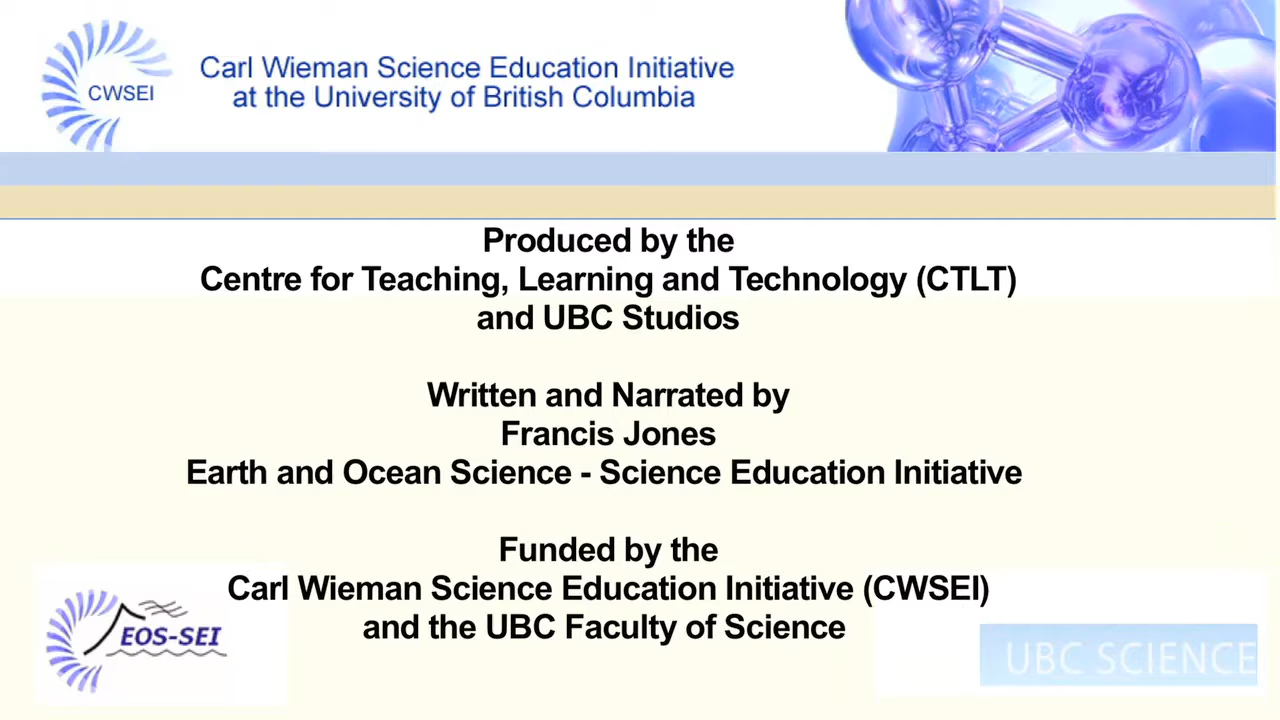 CWSEI
Carl Wieman Science Education Initiative
at the University of British Columbia
Produced by the
Centre for Teaching, Learning and Technology (CTLT)
and UBC Studios
Written and Narrated by
Francis Jones
Earth and Ocean Science - Science Education Initiative
Funded by the
Carl Wieman Science Education Initiative (CWSEI)
and the UBC Faculty of Science
EOS-SEI
UBC SCIENCE